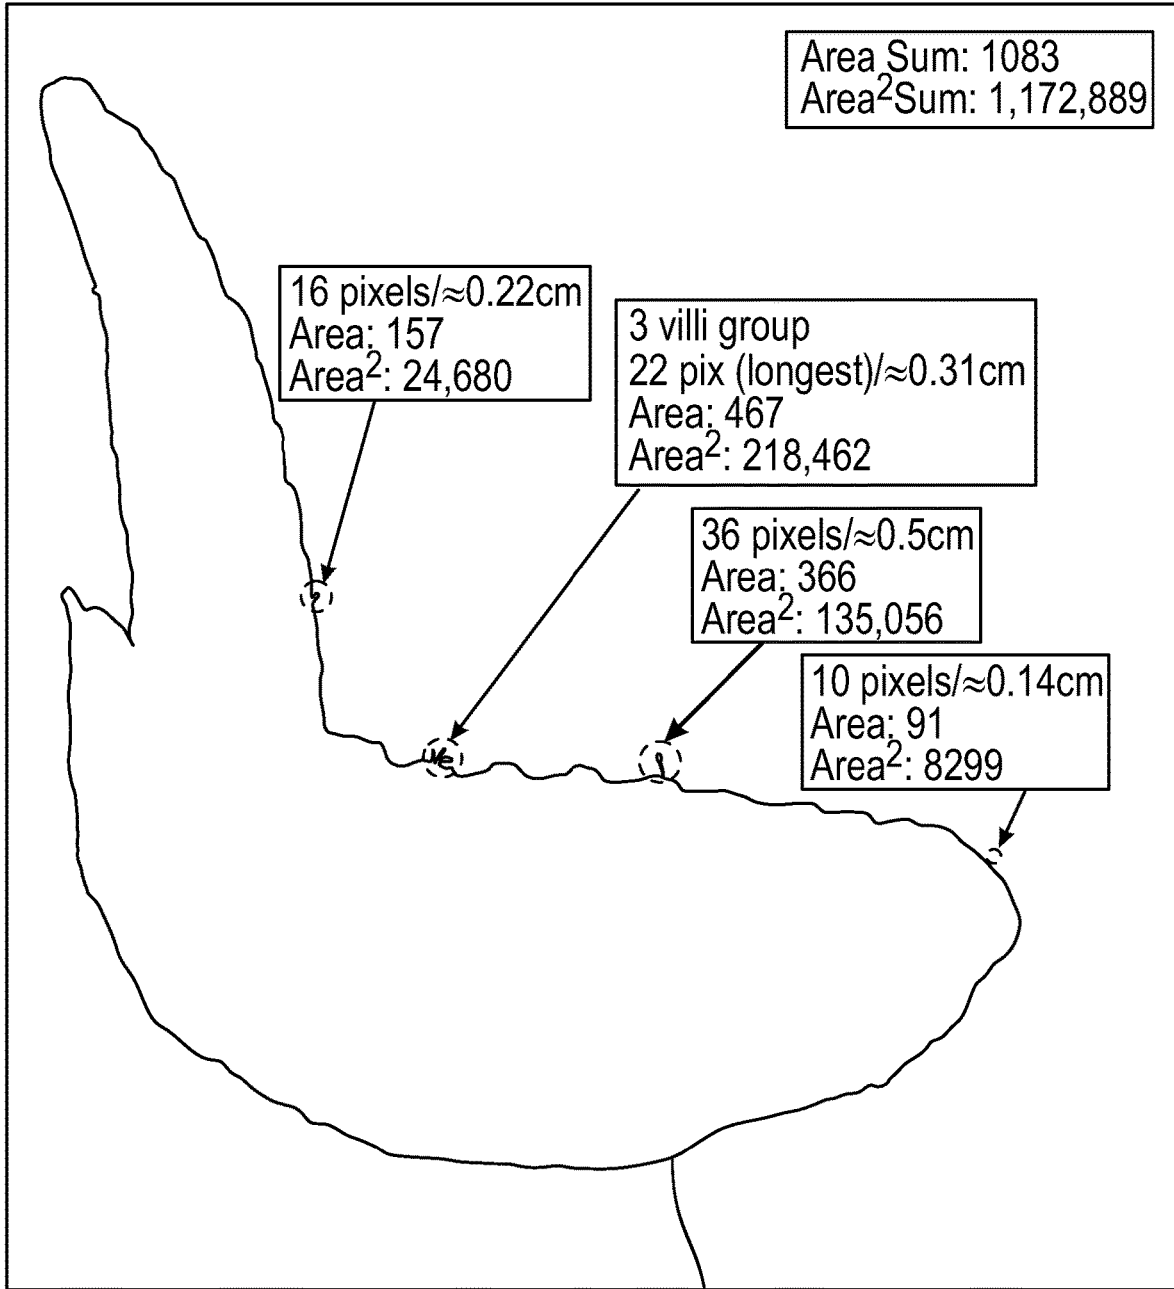 Area Sum: 1083
Area²Sum: 1,172,889
16 pixels/≈0.22cm
Area: 157
Area²: 24,680
3 villi group
22 pix (longest)/≈0.31cm
Area: 467
Area²: 218,462
36 pixels/≈0.5cm
Area: 366
Area²: 135,056
10 pixels/≈0.14cm
Area: 91
Area²: 8299